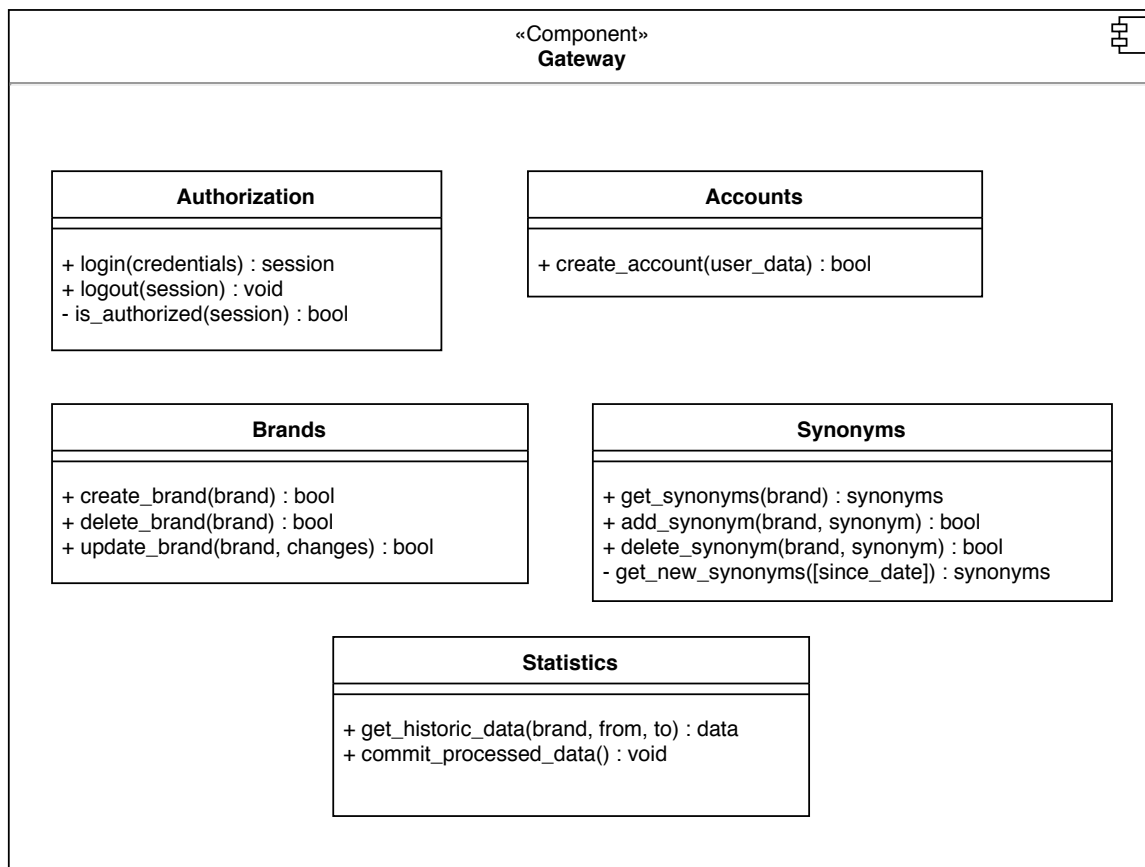 «Component»
Gateway
Authorization
+ login(credentials) : session
+ logout(session) : void
- is_authorized(session) : bool
Accounts
+ create_account(user_data) : bool
Brands
+ create_brand(brand) : bool
+ delete_brand(brand) : bool
+ update_brand(brand, changes) : bool
Synonyms
+ get_synonyms(brand) : synonyms
+ add_synonym(brand, synonym) : bool
+ delete_synonym(brand, synonym) : bool
- get_new_synonyms([since_date]) : synonyms
Statistics
+ get_historic_data(brand, from, to) : data
+ commit_processed_data() : void